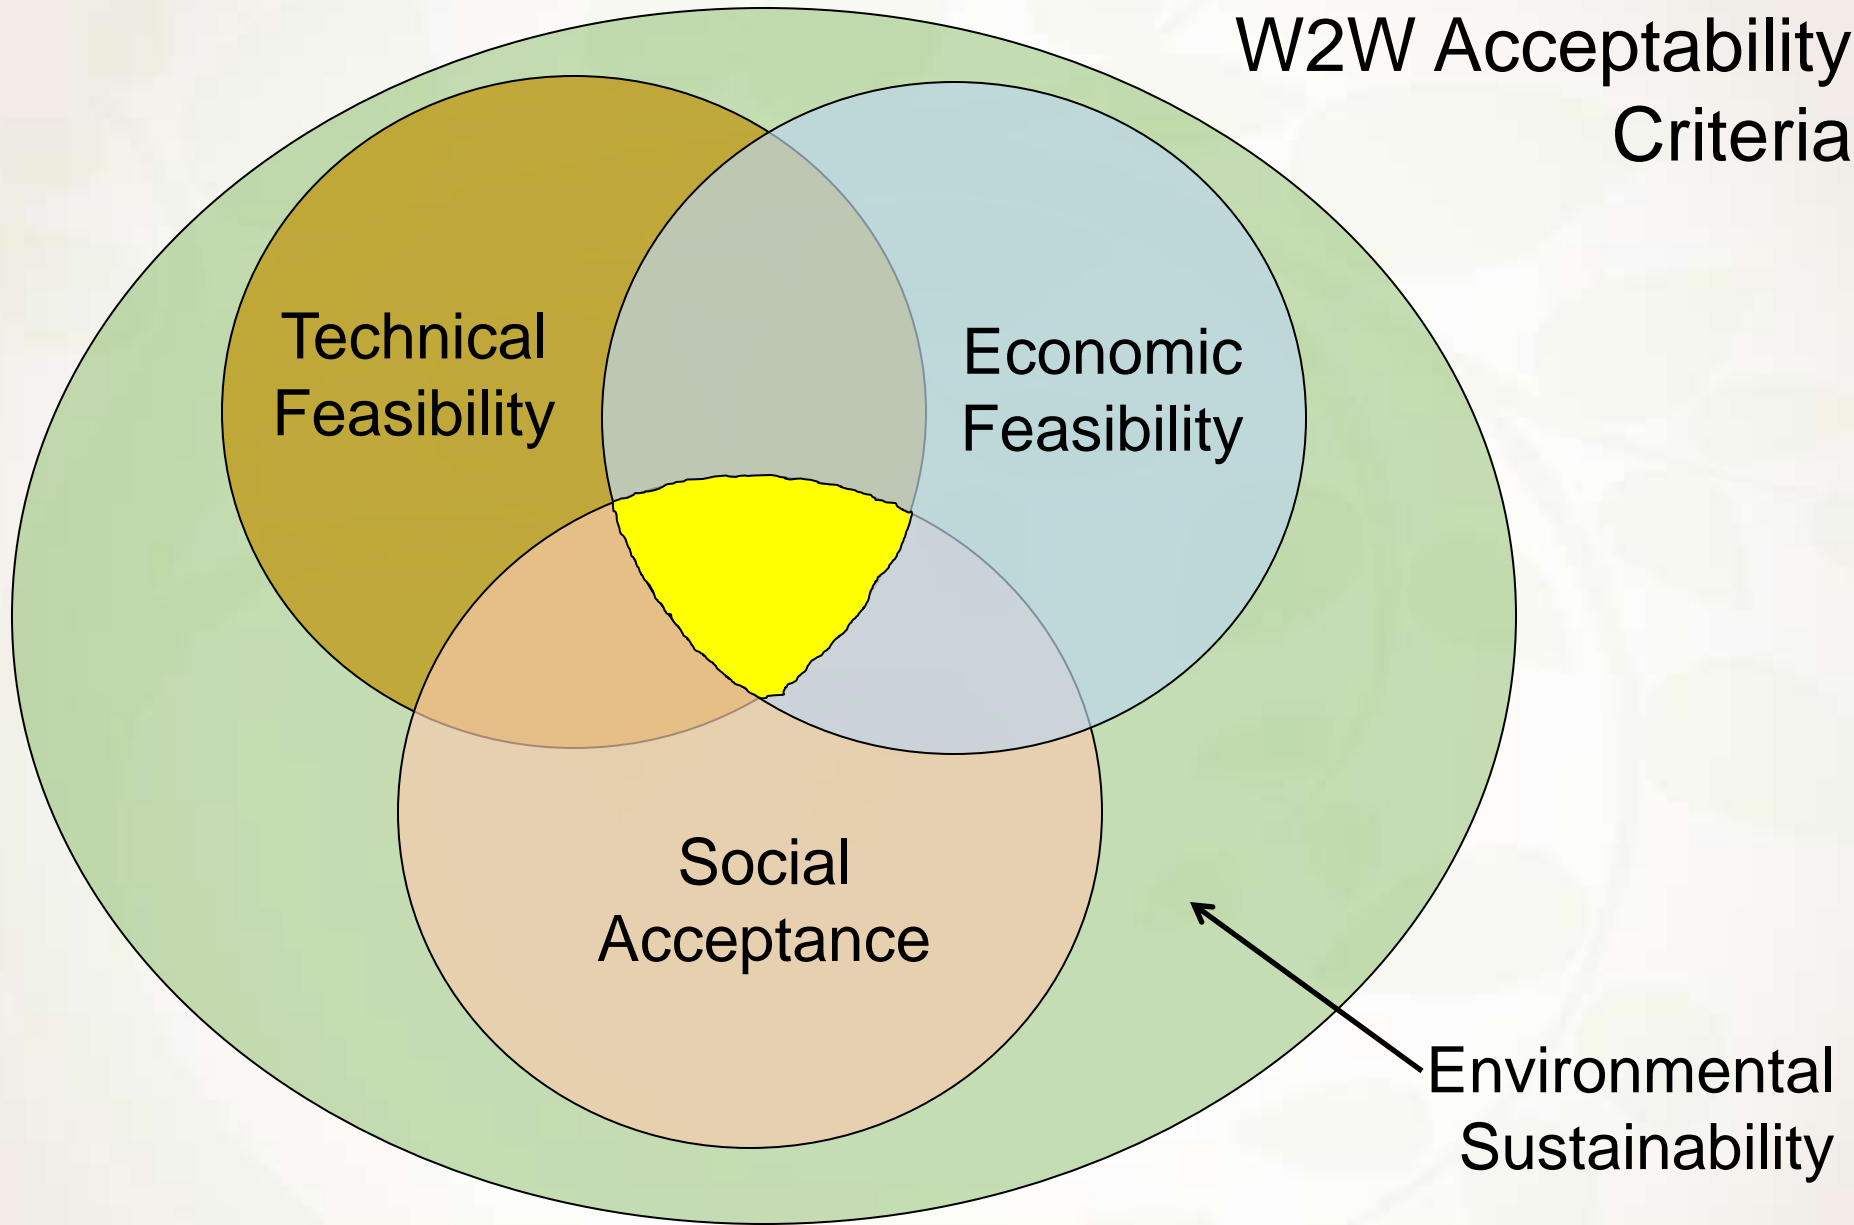 W2W Acceptability
Criteria
Technical
Feasibility
Economic
Feasibility
Social
Acceptance
Environmental
Sustainability